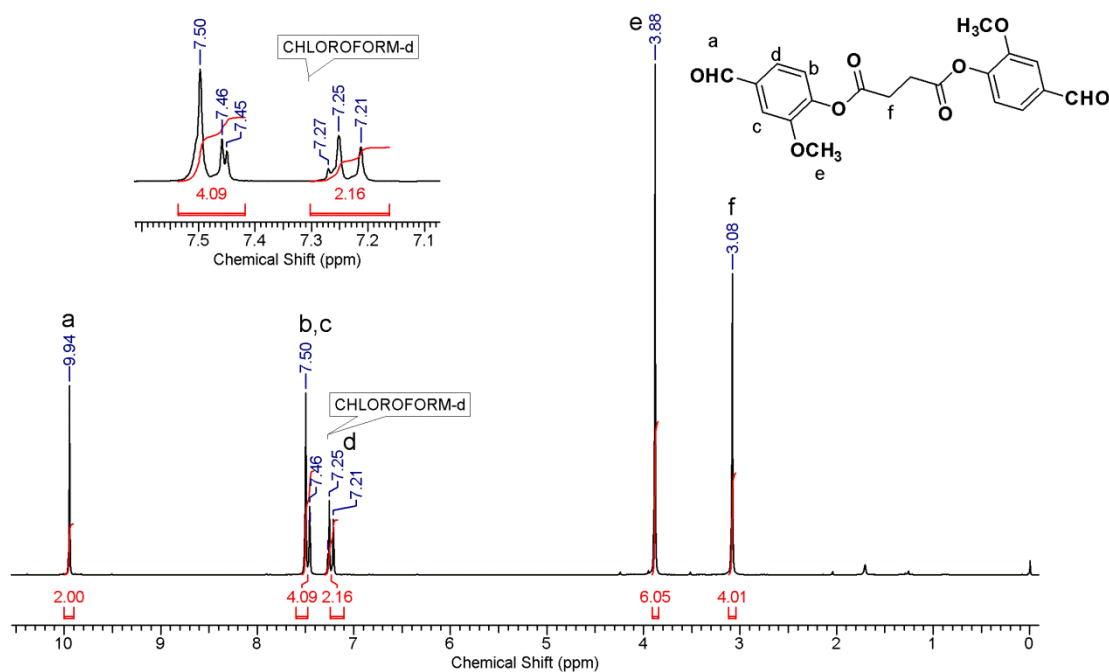 7.50
CHLOROFORM-d
7.46
7.45
7.27
7.25
7.21
4.09
2.16
7.5 7.4 7.3 7.2 7.1
Chemical Shift (ppm)
e
3.88
a
OHC
d
b
c
O
OCH3
e
O
f
O
O
H3CO
CHO
f
3.08
a
9.94
b,c
7.50
CHLOROFORM-d
d
7.46
7.25
7.21
2.00
4.09
2.16
6.05
4.01
10 9 8 7 6 5 4 3 2 1 0
Chemical Shift (ppm)